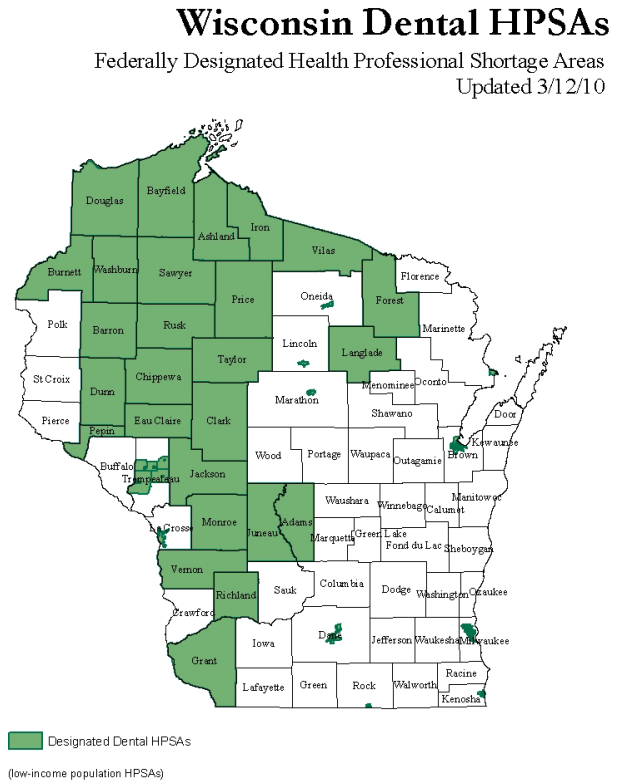 Wisconsin Dental HPSAs
Federally Designated Health Professional Shortage Areas
Updated 3/12/10
Douglas
Bayfield
Ashland
Iron
Vilas
Burnett
Washburn
Sawyer
Price
Oneida
Forest
Florence
Polk
Barron
Rusk
Lincoln
Langlade
Marinette
Taylor
St Croix
Dunn
Chippewa
Marathon
Menominee
Oconto
Pierce
Pepin
Eau Claire
Clark
Shawano
Door
Buffalo
Trempealeau
Jackson
Wood
Portage
Waupaca
Outagamie
Brown
Kewaunee
La Crosse
Monroe
Juneau
Adams
Waushara
Winnebago
Calumet
Manitowoc
Marquette
Green Lake
Fond du Lac
Sheboygan
Vernon
Richland
Sauk
Columbia
Dodge
Washington
Ozaukee
Crawford
Grant
Iowa
Dane
Jefferson
Waukesha
Milwaukee
Lafayette
Green
Rock
Walworth
Racine
Kenosha
Designated Dental HPSAs
(low-income population HPSAs)